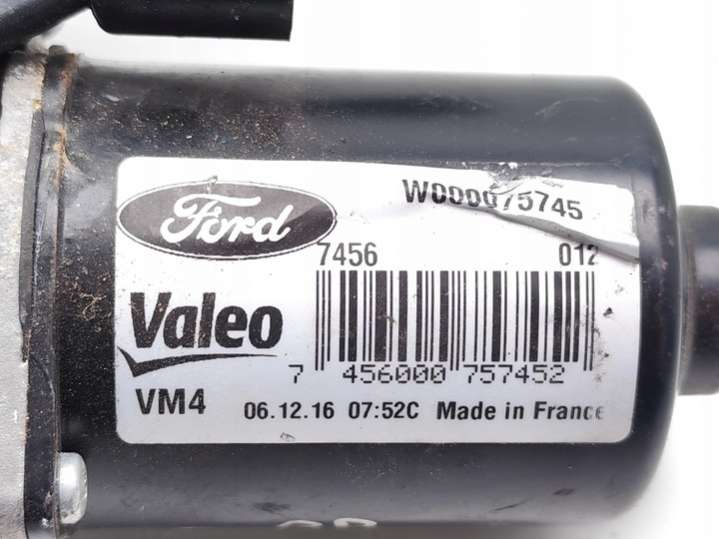 Ford
W000075745
7456 012
Valeo
7 456000 757452
VM4 06.12.16 07:52C Made in France